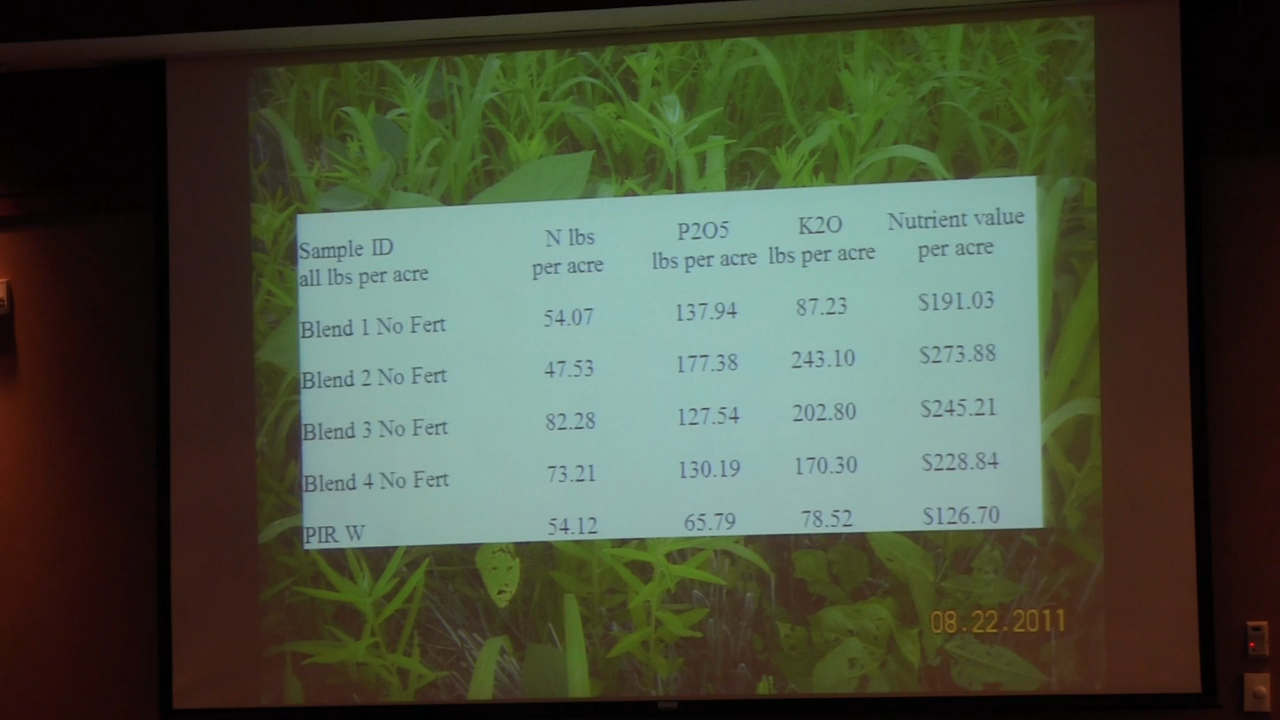 Sample ID N lbs P2O5 K2O Nutrient value
all lbs per acre per acre lbs per acre lbs per acre per acre
Blend 1 No Fert 54.07 137.94 87.23 $191.03
Blend 2 No Fert 47.53 177.38 243.10 $273.88
Blend 3 No Fert 82.28 127.54 202.80 $245.21
Blend 4 No Fert 73.21 130.19 170.30 $228.84
PIR W 54.12 65.79 78.52 $126.70
08.22.2011